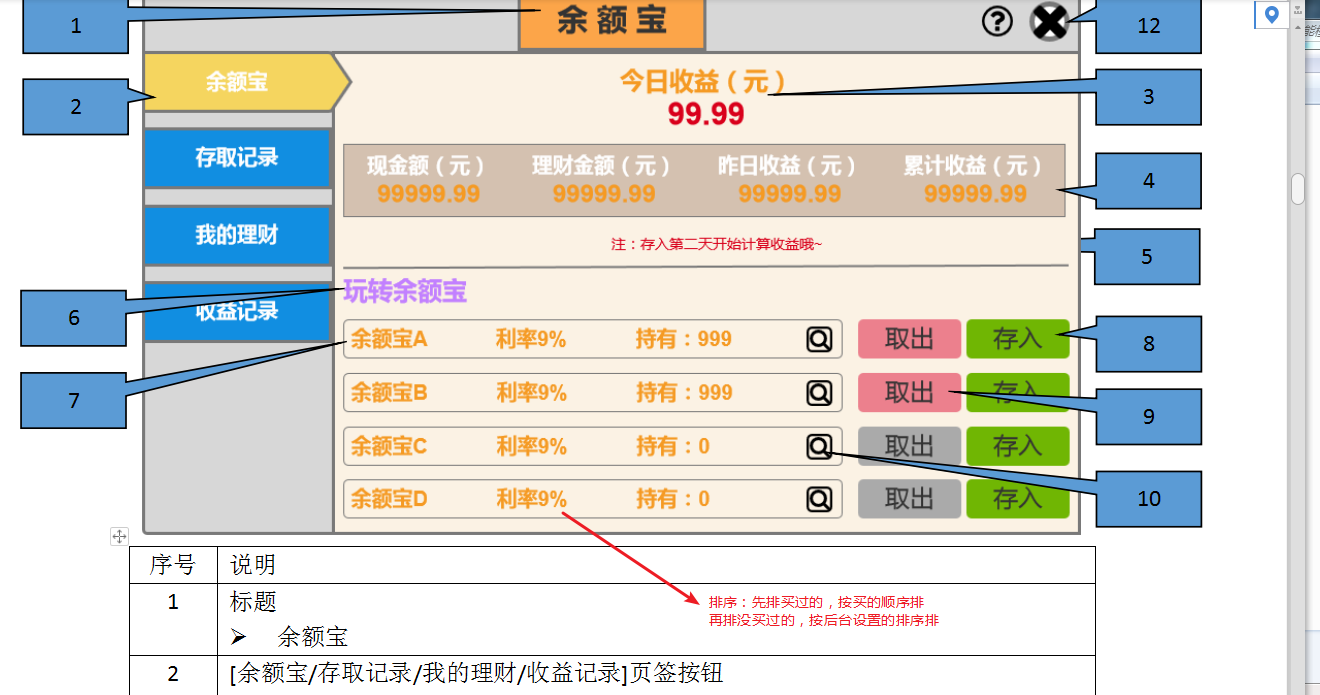 余额宝
1
12
2
余额宝
今日收益（元）
99.99
3
存取记录
现金额（元）
理财金额（元）
昨日收益（元）
累计收益（元）
99999.99
99999.99
99999.99
99999.99
4
我的理财
注：存入第二天开始计算收益哦~
5
收益记录
玩转余额宝
6
余额宝A 利率9% 持有：999 取出 存入
8
余额宝B 利率9% 持有：999 取出 存入
7
9
余额宝C 利率9% 持有：0 取出 存入
余额宝D 利率9% 持有：0 取出 存入
10
序号 说明
1 标题
余额宝
排序：先排买过的，按买的顺序排
再排没买过的，按后台设置的排序排
2 [余额宝/存取记录/我的理财/收益记录]页签按钮